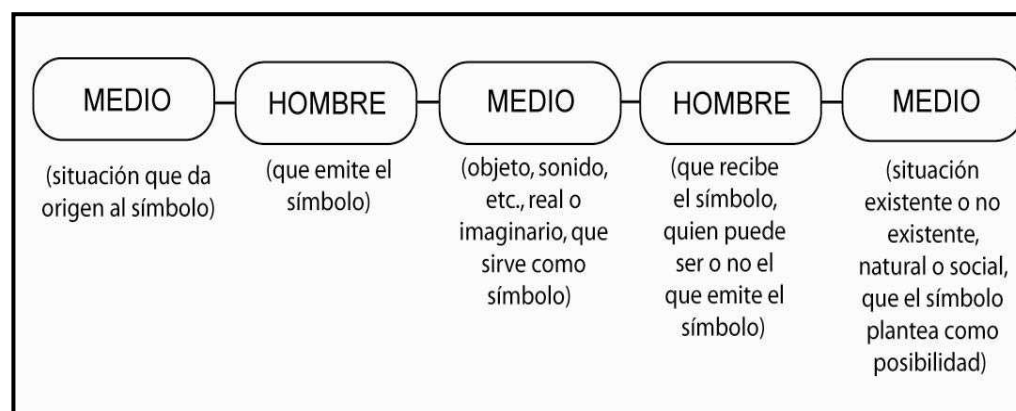 MEDIO
(situación que da
origen al símbolo)
HOMBRE
(que emite el
símbolo)
MEDIO
(objeto, sonido,
etc., real o
imaginario, que
sirve como
símbolo)
HOMBRE
(que recibe
el símbolo,
quien puede
ser o no el
que emite el
símbolo)
MEDIO
(situación
existente o no
existente,
natural o social,
que el símbolo
plantea como
posibilidad)